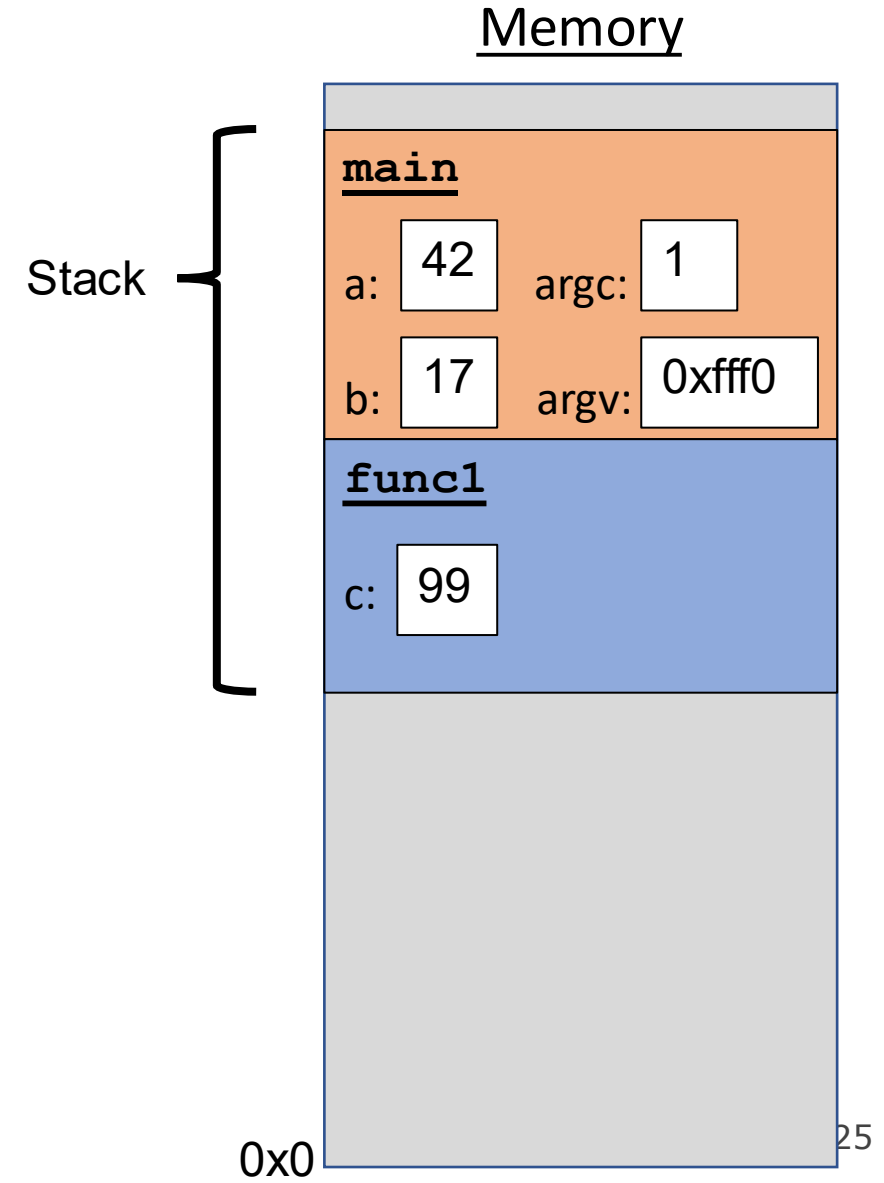 Memory
main
Stack
a: 42 argc: 1
b: 17 argv: 0xfff0
func1
c: 99
0x0
25